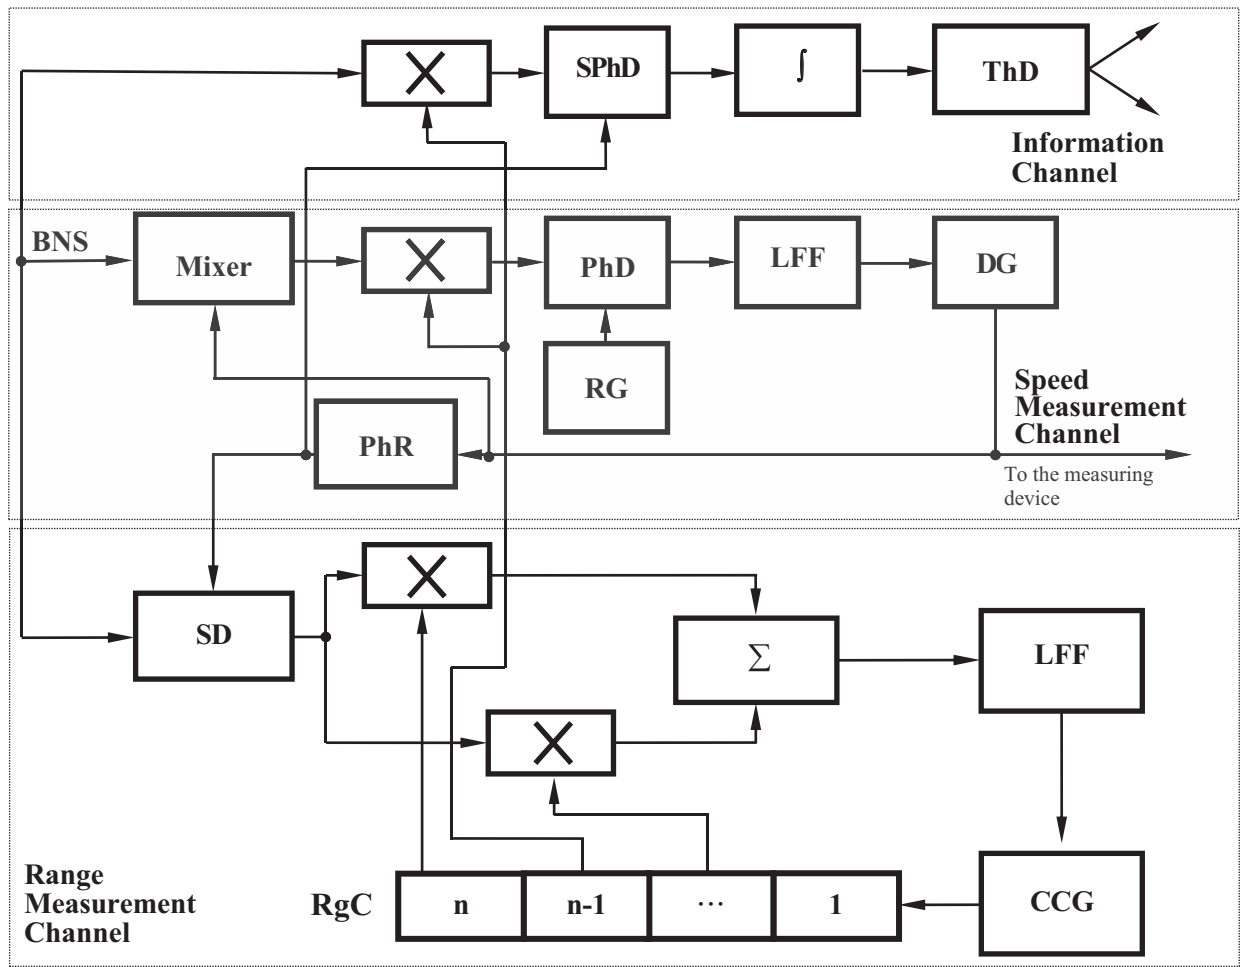 SPhD
∫
ThD
Information
Channel
BNS
Mixer
PhD
LFF
DG
RG
PhR
Speed
Measurement
Channel
To the measuring
device
SD
∑
LFF
Range
Measurement
Channel
RgC
n
n-1
...
1
CCG